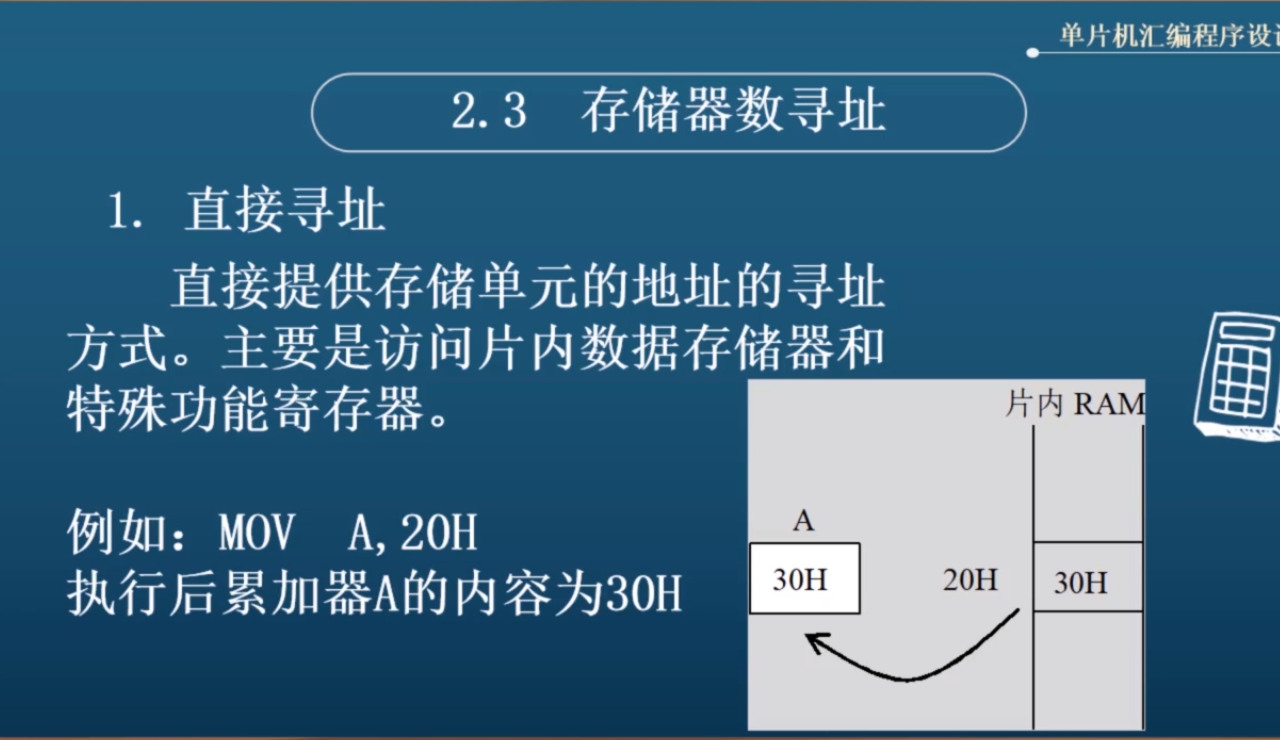 单片机汇编程序设
2.3 存储器数寻址
1. 直接寻址
直接提供存储单元的地址的寻址
方式。主要是访问片内数据存储器和
特殊功能寄存器。
例如：MOV A,20H
执行后累加器A的内容为30H
片内 RAM
A
30H 20H 30H